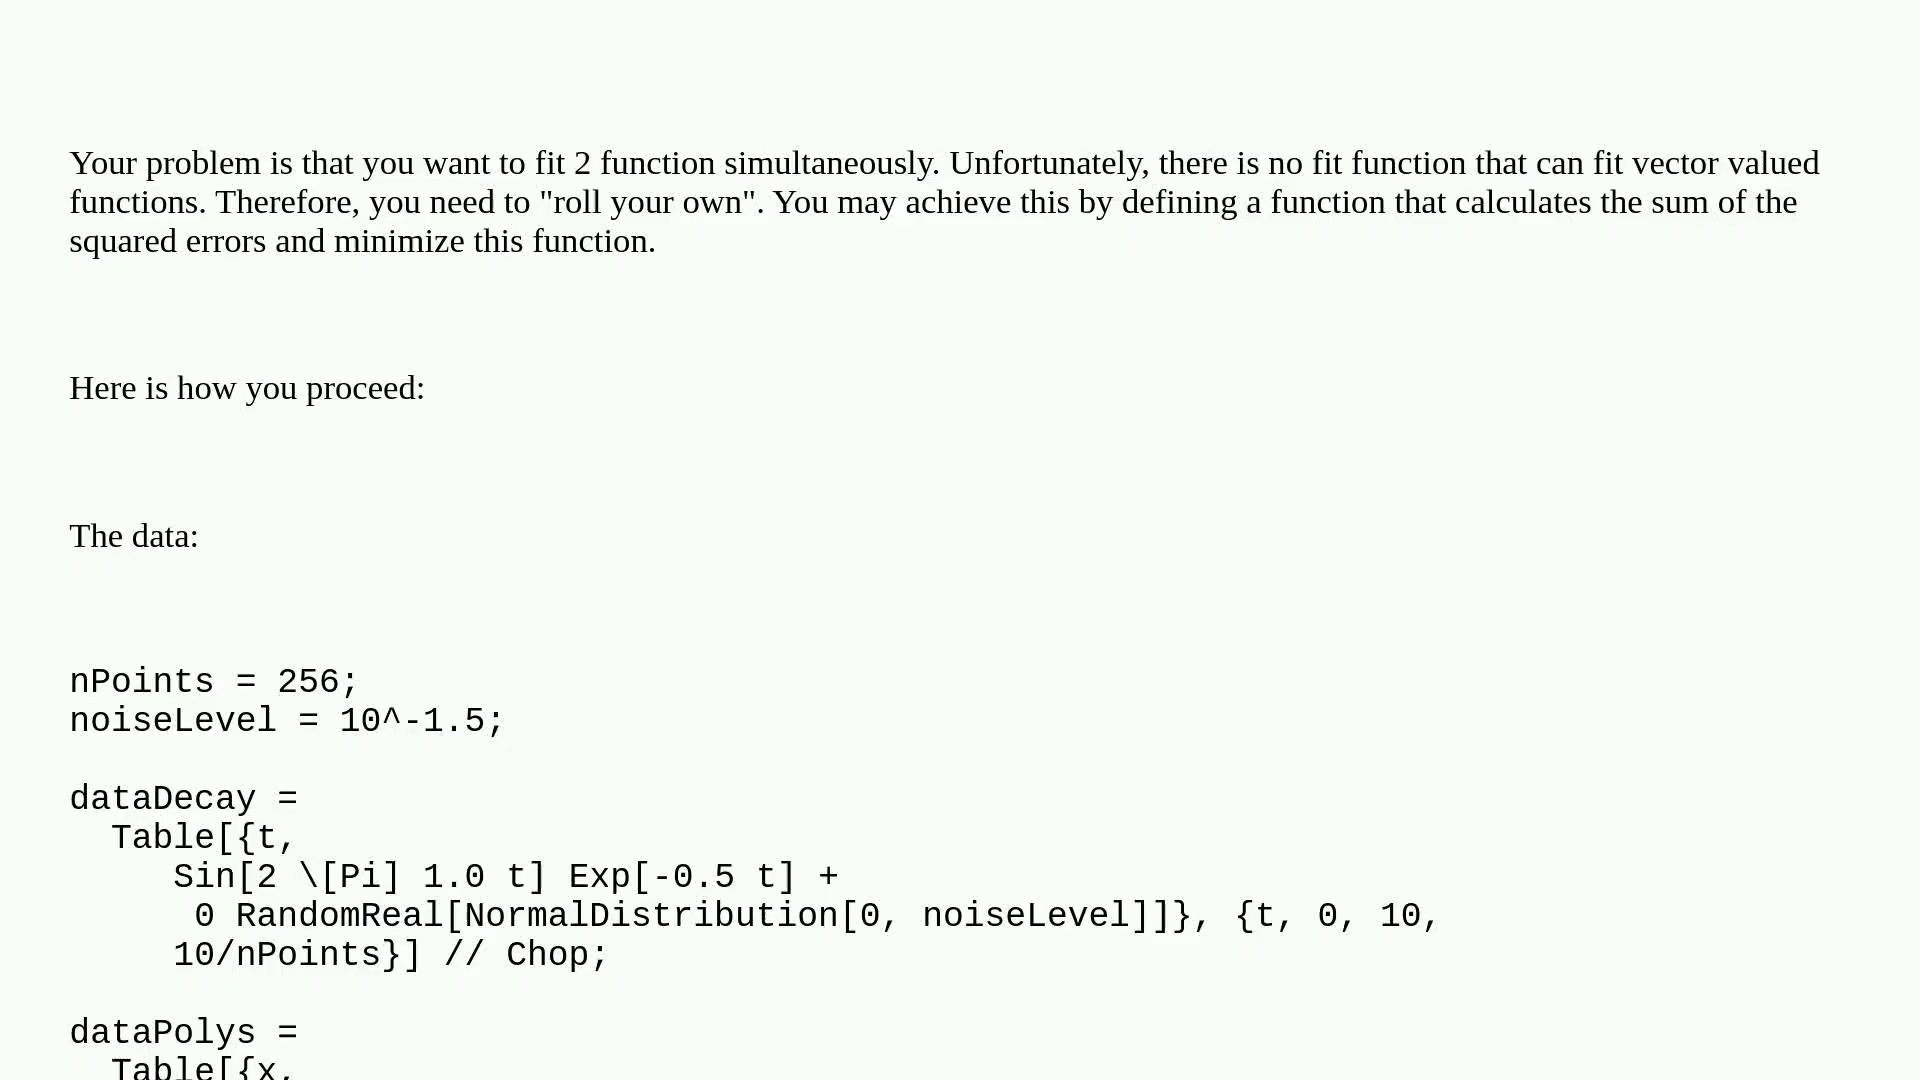 Your problem is that you want to fit 2 function simultaneously. Unfortunately, there is no fit function that can fit vector valued
functions. Therefore, you need to "roll your own". You may achieve this by defining a function that calculates the sum of the
squared errors and minimize this function.
Here is how you proceed:
The data:
nPoints = 256;
noiseLevel = 10^-1.5;
dataDecay =
  Table[{t,
     Sin[2 \[Pi] 1.0 t] Exp[-0.5 t] +
      0 RandomReal[NormalDistribution[0, noiseLevel]]}, {t, 0, 10,
     10/nPoints}] // Chop;
dataPolys =
  Table[{x,